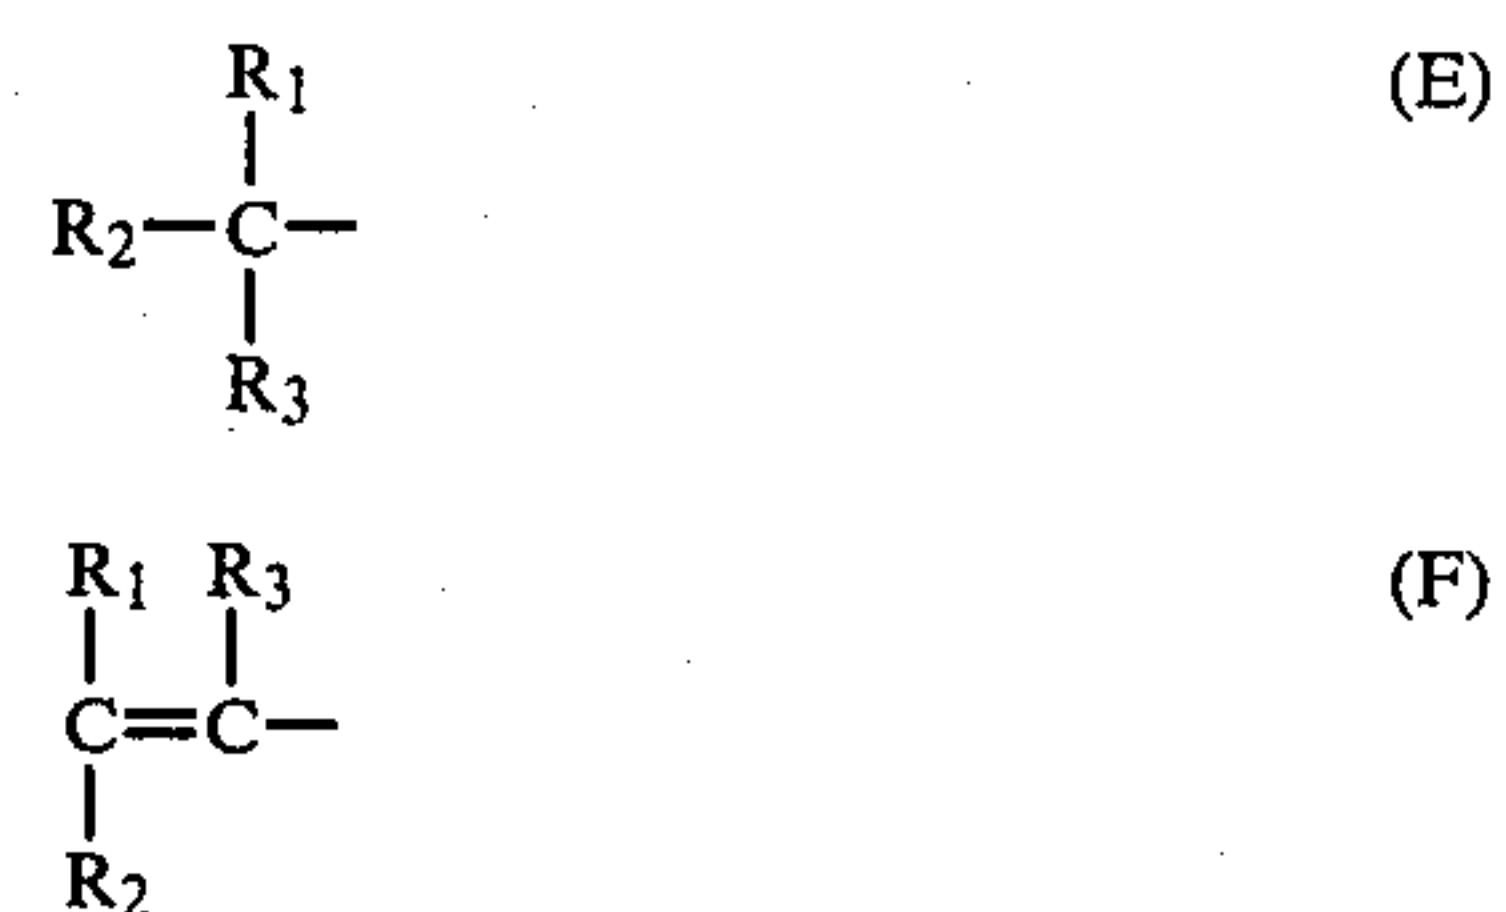 R1 (E)
R2—C—
R3
R1 R3 (F)
C=C—
R2